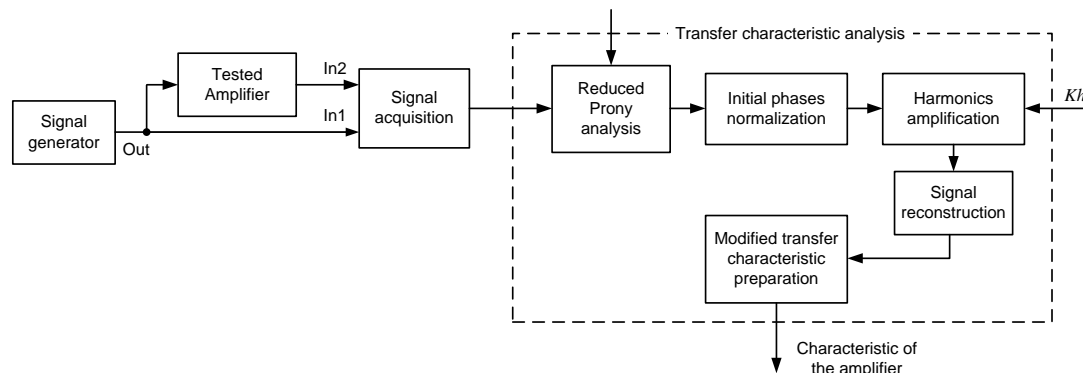 Transfer characteristic analysis
Tested
Amplifier
In2
In1
Signal
acquisition
Signal
generator
Out
Reduced
Prony
analysis
Initial phases
normalization
Harmonics
amplification
Kh
Signal
reconstruction
Modified transfer
characteristic
preparation
Characteristic of
the amplifier